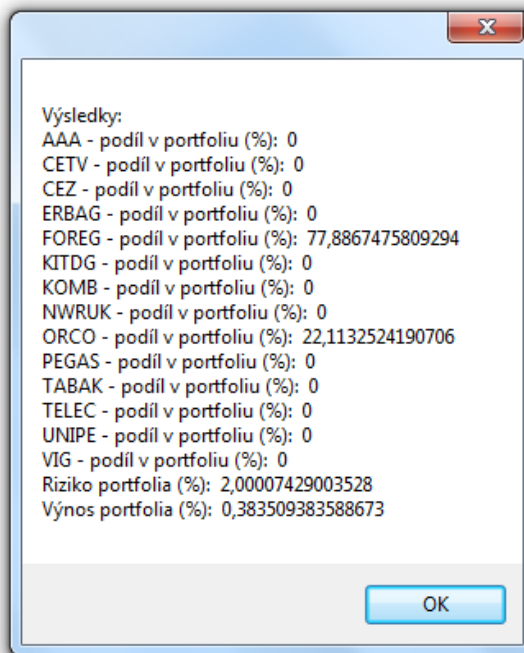 Výsledky:
AAA - podíl v portfoliu (%): 0
CETV - podíl v portfoliu (%): 0
CEZ - podíl v portfoliu (%): 0
ERBAG - podíl v portfoliu (%): 0
FOREG - podíl v portfoliu (%): 77,8867475809294
KITDG - podíl v portfoliu (%): 0
KOMB - podíl v portfoliu (%): 0
NWRUK - podíl v portfoliu (%): 0
ORCO - podíl v portfoliu (%): 22,1132524190706
PEGAS - podíl v portfoliu (%): 0
TABAK - podíl v portfoliu (%): 0
TELEC - podíl v portfoliu (%): 0
UNIPE - podíl v portfoliu (%): 0
VIG - podíl v portfoliu (%): 0
Riziko portfolia (%): 2,00007429003528
Výnos portfolia (%): 0,383509383588673
OK